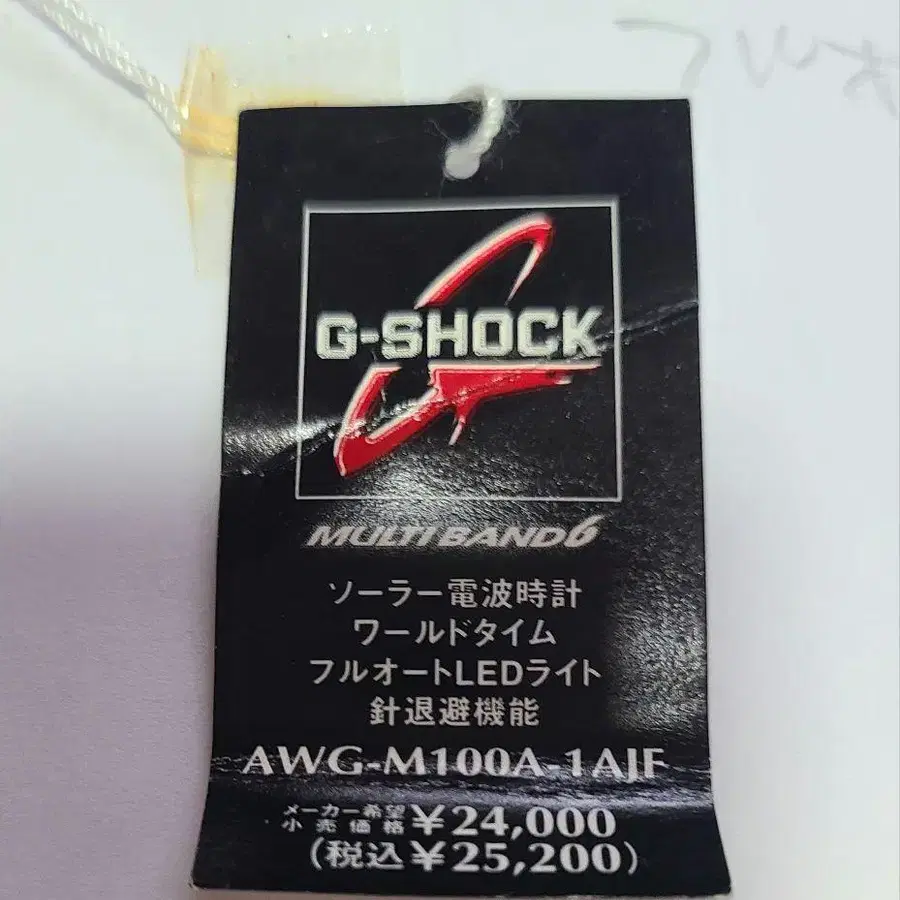 G-SHOCK
MULTI BAND 6
ソーラー電波時計
ワールドタイム
フルオートLEDライト
針退避機能
AWG-M100A-1AJF
メーカー希望小売価格 ¥24,000
(税込¥25,200)